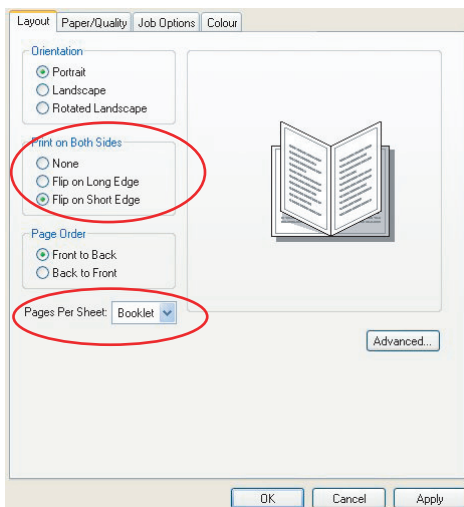 Layout Paper/Quality Job Options Colour
Orientation
Portrait
Landscape
Rotated Landscape
Print on Both Sides
None
Flip on Long Edge
Flip on Short Edge
Page Order
Front to Back
Back to Front
Pages Per Sheet: Booklet
Advanced...
OK Cancel Apply